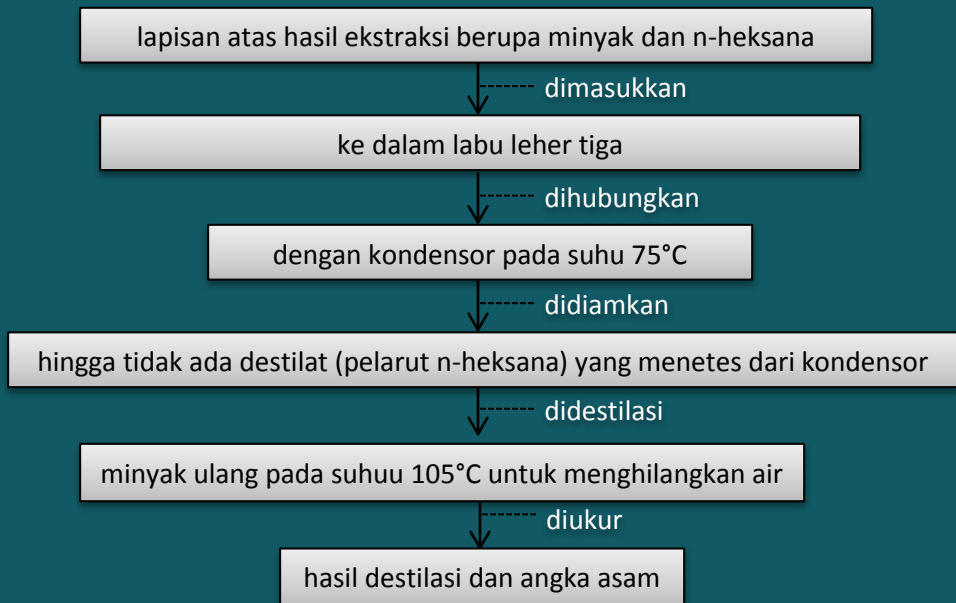 lapisan atas hasil ekstraksi berupa minyak dan n-heksana
dimasukkan
ke dalam labu leher tiga
dihubungkan
dengan kondensor pada suhu 75°C
didiamkan
hingga tidak ada destilat (pelarut n-heksana) yang menetes dari kondensor
didestilasi
minyak ulang pada suhuu 105°C untuk menghilangkan air
diukur
hasil destilasi dan angka asam